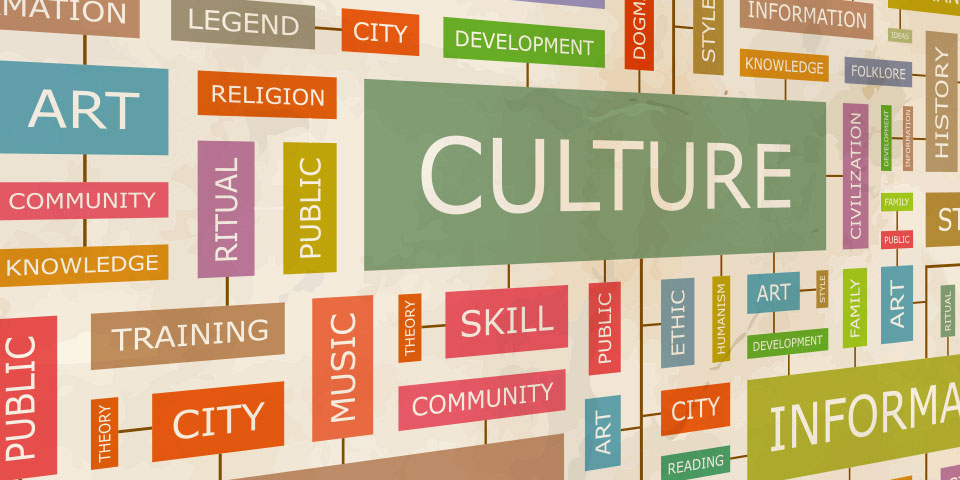 MATION
LEGEND
CITY
DEVELOPMENT
DOGMA
STYLE
INFORMATION
KNOWLEDGE
IDEAS
FOLKLORE
HISTORY
ART
RELIGION
CULTURE
CIVILIZATION
DEVELOPMENT
INFORMATION
COMMUNITY
RITUAL
PUBLIC
FAMILY
PUBLIC
ST
KNOWLEDGE
TRAINING
MUSIC
THEORY
SKILL
PUBLIC
ETHIC
HUMANISM
ART
STYLE
FAMILY
ART
RITUAL
DEVELOPMENT
PUBLIC
THEORY
CITY
COMMUNITY
ART
CITY
READING
INFORMA